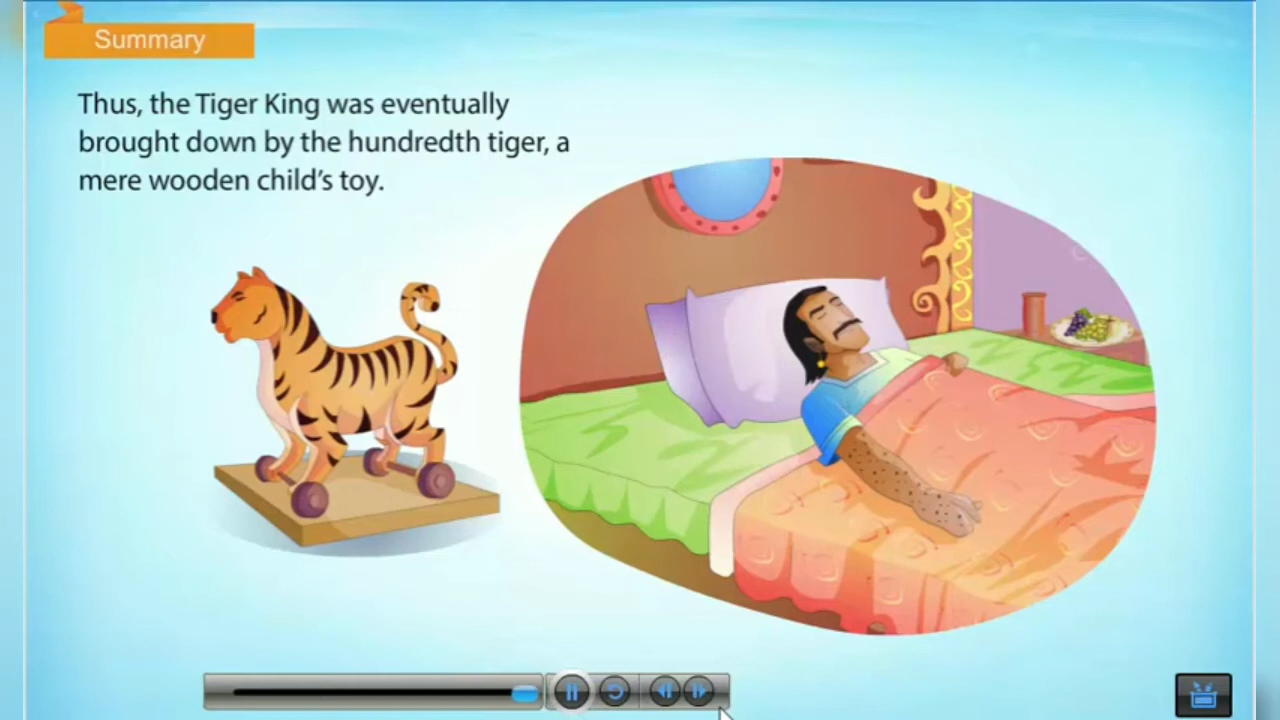 Summary
Thus, the Tiger King was eventually
brought down by the hundredth tiger, a
mere wooden child’s toy.